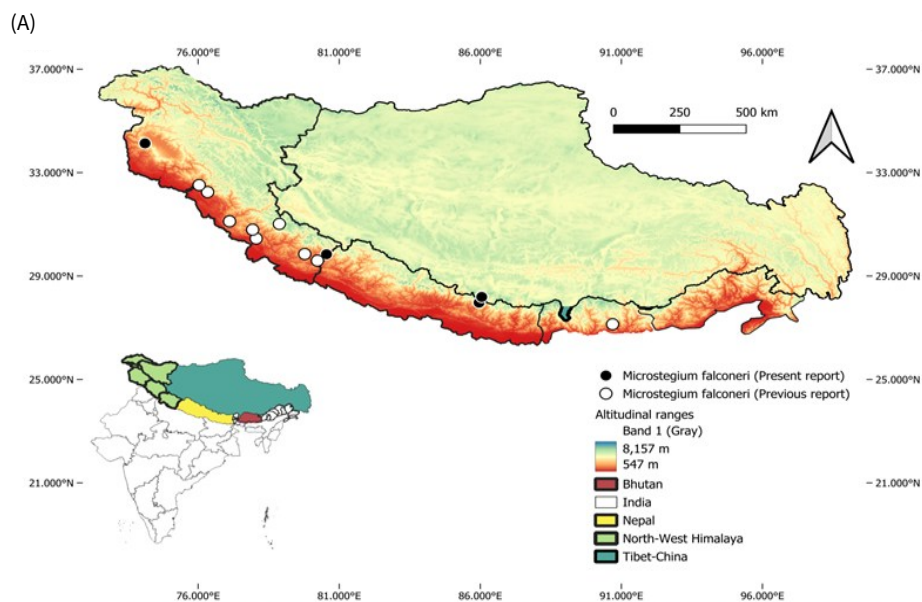 (A)
76.000°E 81.000°E 86.000°E 91.000°E 96.000°E
37.000°N 37.000°N
0 250 500 km
33.000°N 33.000°N
29.000°N 29.000°N
25.000°N 25.000°N
Microstegium falconeri (Present report)
Microstegium falconeri (Previous report)
Altitudinal ranges
Band 1 (Gray)
8,157 m
547 m
21.000°N 21.000°N
Bhutan
India
Nepal
North-West Himalaya
Tibet-China
76.000°E 81.000°E 86.000°E 91.000°E 96.000°E